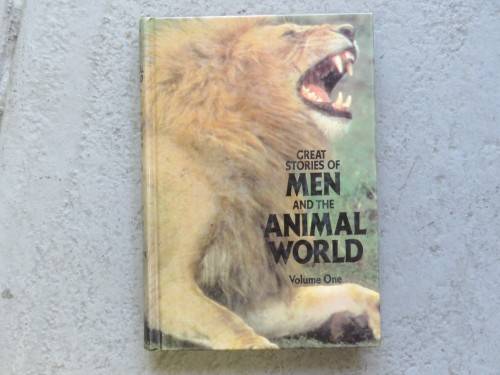 GREAT
STORIES OF
MEN
AND THE
ANIMAL
WORLD
Volume One